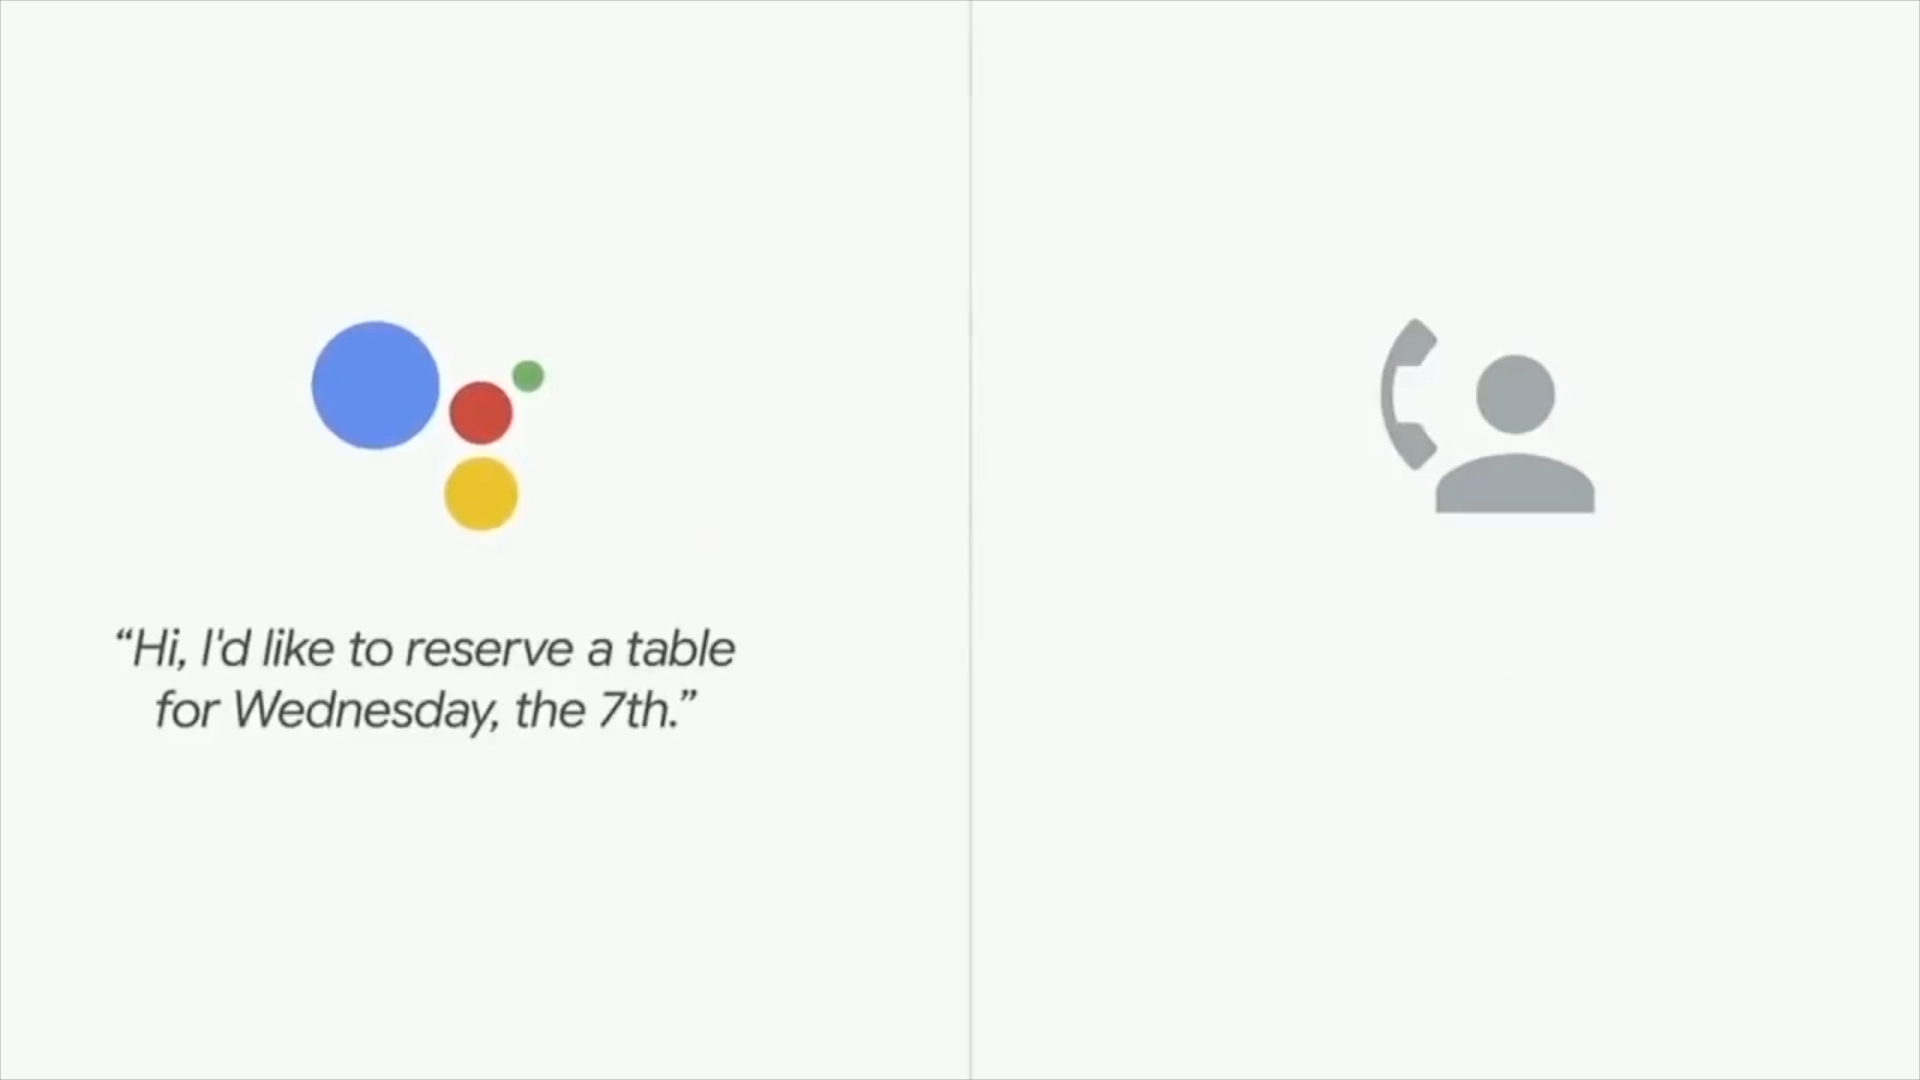 “Hi, I'd like to reserve a table
for Wednesday, the 7th.”